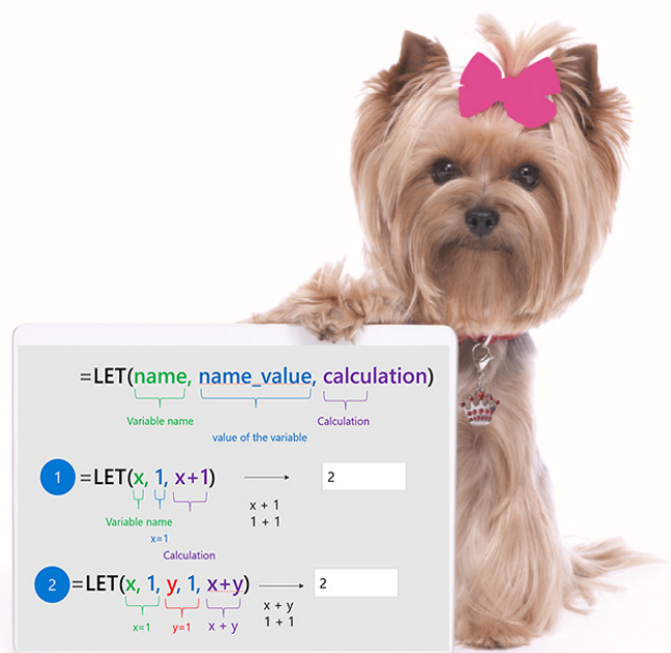 =LET(name, name_value, calculation)
Variable name
Calculation
value of the variable
1 =LET(x, 1, x+1) 2
x + 1
1 + 1
Variable name
x=1
Calculation
2 =LET(x, 1, y, 1, x+y) 2
x + y
1 + 1
x=1 y=1 x + y